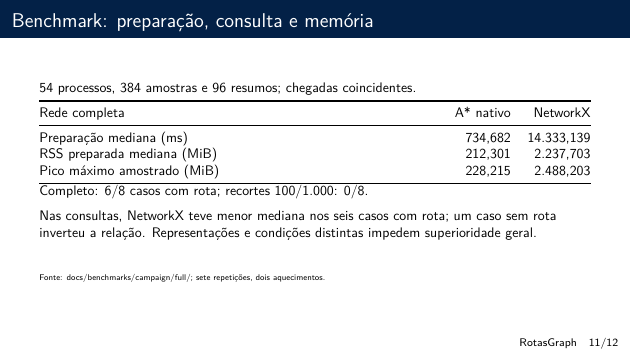 Benchmark: preparação, consulta e memória
54 processos, 384 amostras e 96 resumos; chegadas coincidentes.
Rede completa A* nativo NetworkX
Preparação mediana (ms) 734,682 14.333,139
RSS preparada mediana (MiB) 212,301 2.237,703
Pico máximo amostrado (MiB) 228,215 2.488,203
Completo: 6/8 casos com rota; recortes 100/1.000: 0/8.
Nas consultas, NetworkX teve menor mediana nos seis casos com rota; um caso sem rota
inverteu a relação. Representações e condições distintas impedem superioridade geral.
Fonte: docs/benchmarks/campaign/full/; sete repetições, dois aquecimentos.
RotasGraph 11/12